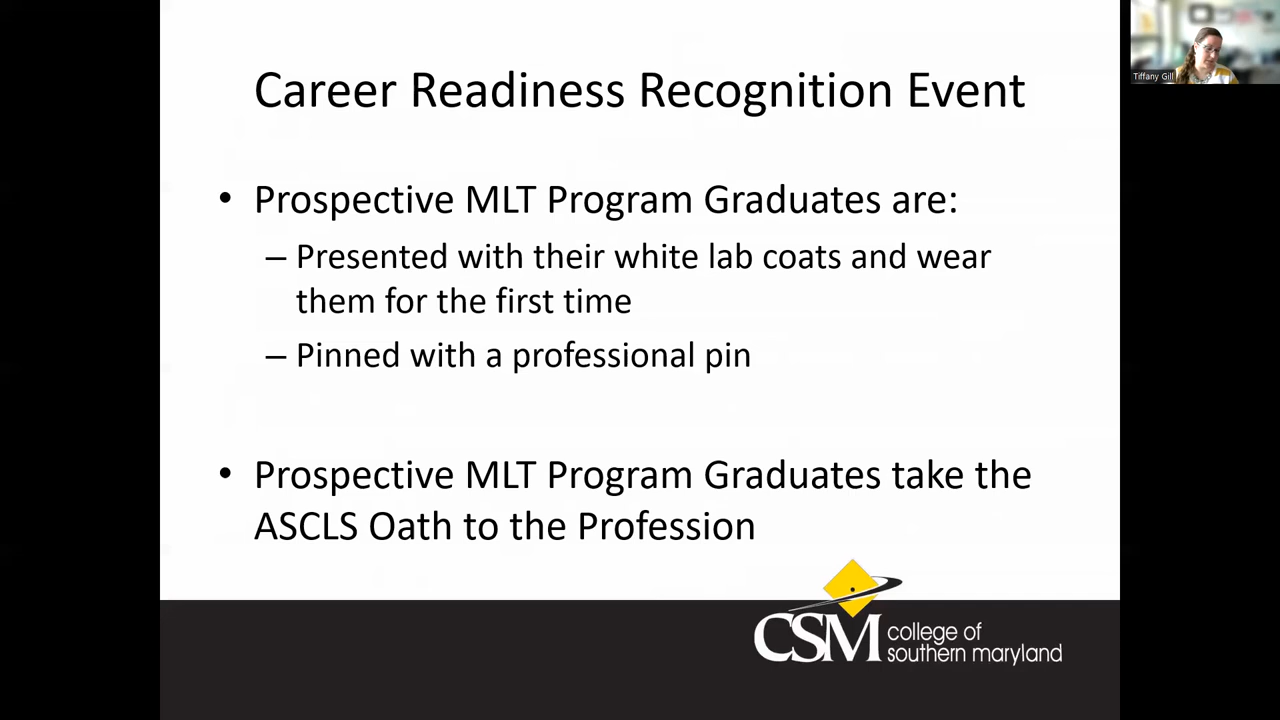 Career Readiness Recognition Event
Tiffany Gill
• Prospective MLT Program Graduates are:
– Presented with their white lab coats and wear
them for the first time
– Pinned with a professional pin
• Prospective MLT Program Graduates take the
ASCLS Oath to the Profession
CSM college of
southern maryland